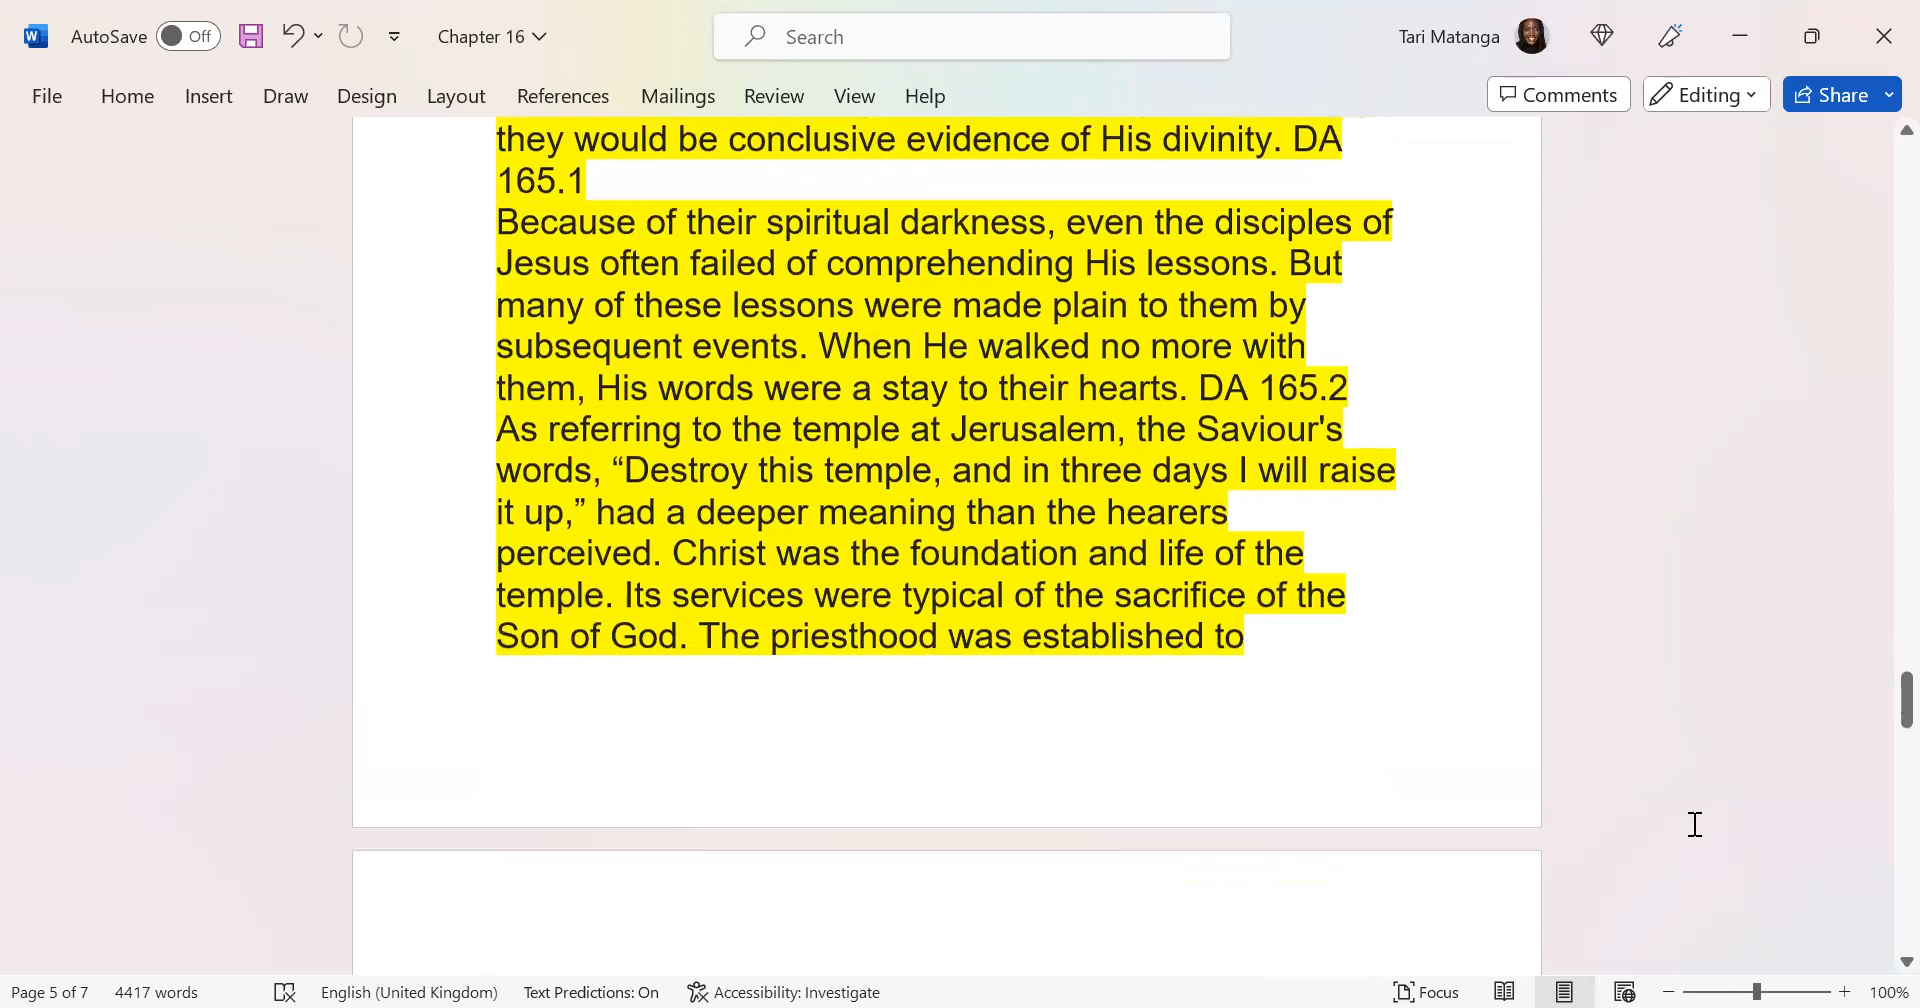 AutoSave Off Chapter 16 Search Tari Matanga
File Home Insert Draw Design Layout References Mailings Review View Help Comments Editing Share
they would be conclusive evidence of His divinity. DA
165.1
Because of their spiritual darkness, even the disciples of
Jesus often failed of comprehending His lessons. But
many of these lessons were made plain to them by
subsequent events. When He walked no more with
them, His words were a stay to their hearts. DA 165.2
As referring to the temple at Jerusalem, the Saviour's
words, “Destroy this temple, and in three days I will raise
it up,” had a deeper meaning than the hearers
perceived. Christ was the foundation and life of the
temple. Its services were typical of the sacrifice of the
Son of God. The priesthood was established to
Page 5 of 7 4417 words English (United Kingdom) Text Predictions: On Accessibility: Investigate Focus 100%